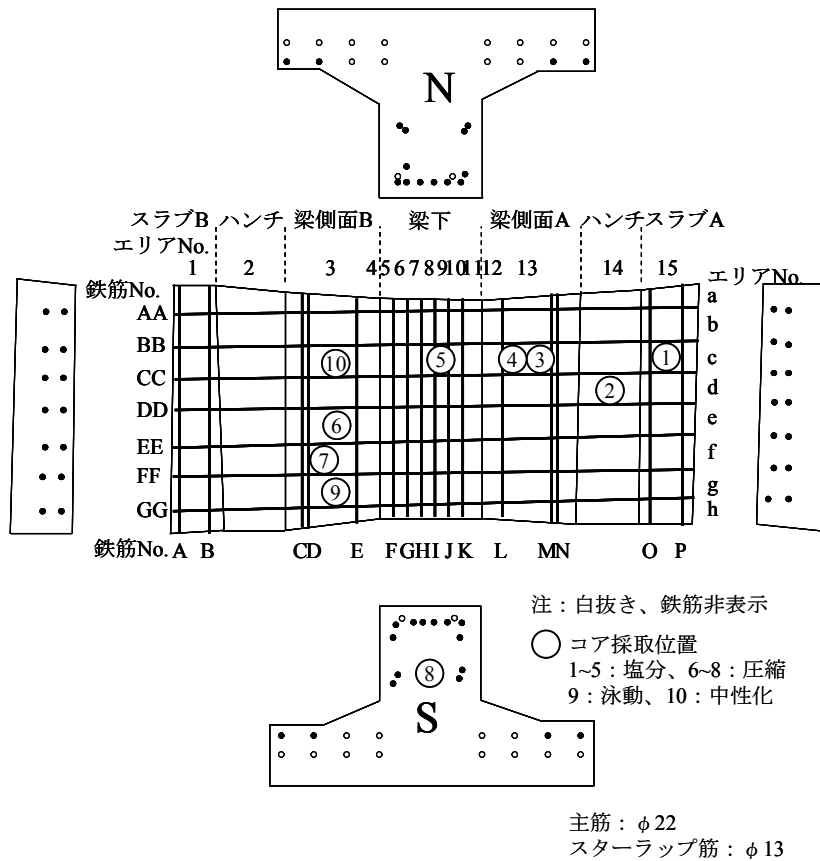 N
スラブB ハンチ 梁側面B 梁下 梁側面A ハンチ スラブA
エリアNo.
1 2 3 4 5 6 7 8 9 10 11 12 13 14 15
エリアNo.
鉄筋No.
a
AA
b
BB
c
CC
d
DD
e
EE
f
FF
g
GG
h
10 5 4 3 1
2
6
7
9
鉄筋No. A B C D E F G H I J K L M N O P
注：白抜き、鉄筋非表示
コア採取位置
1~5：塩分、6~8：圧縮
9：泳動、10：中性化
8
S
主筋：φ22
スターラップ筋：φ13